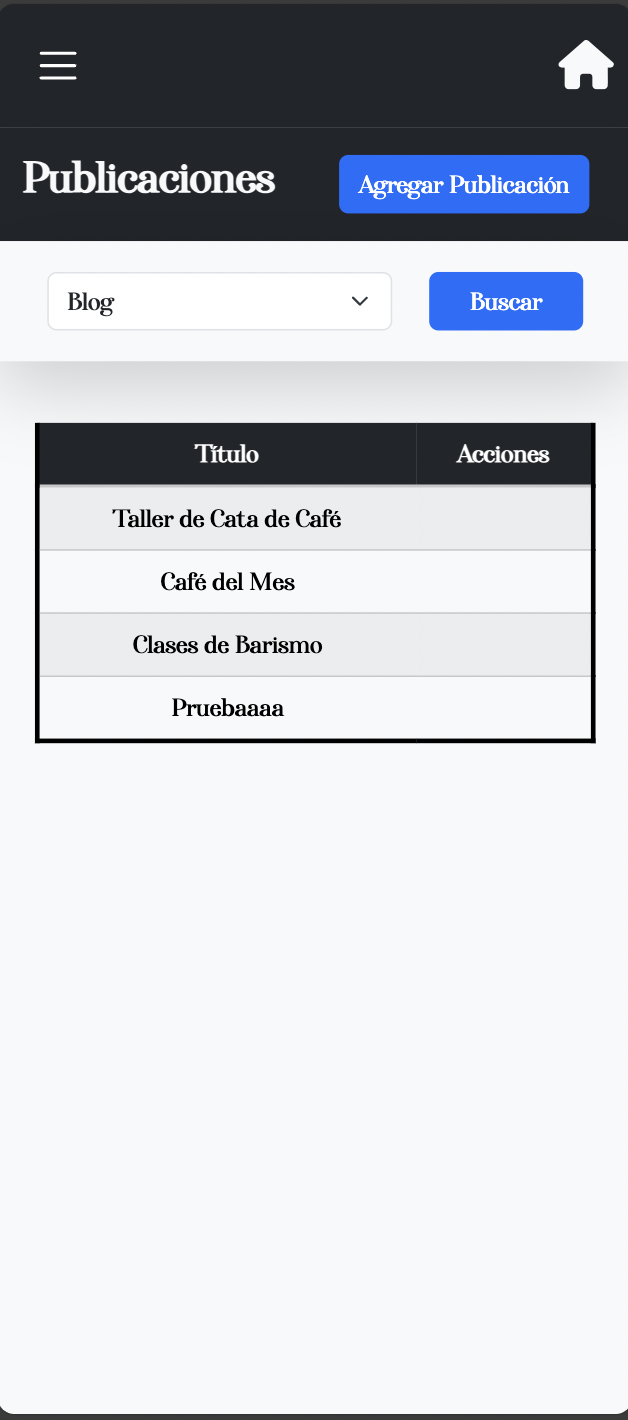 Publicaciones
Agregar Publicación
Blog
Buscar
Título Acciones
Taller de Cata de Café
Café del Mes
Clases de Barismo
Pruebaaaa